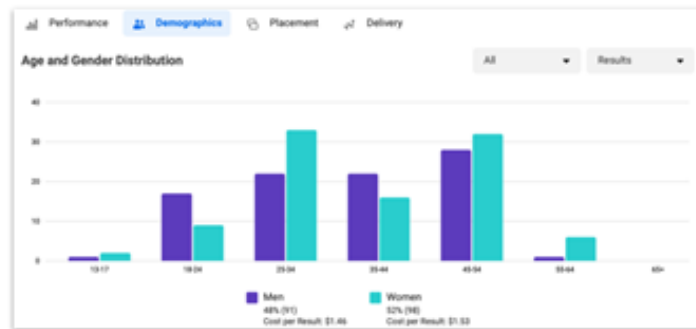 Performance Demographics Placement Delivery
Age and Gender Distribution All Results
40
30
20
10
0
13-17 18-24 25-34 35-44 45-54 55-64 65+
Men Women
48% (91) 52% (98)
Cost per Result: $1.46 Cost per Result: $1.53